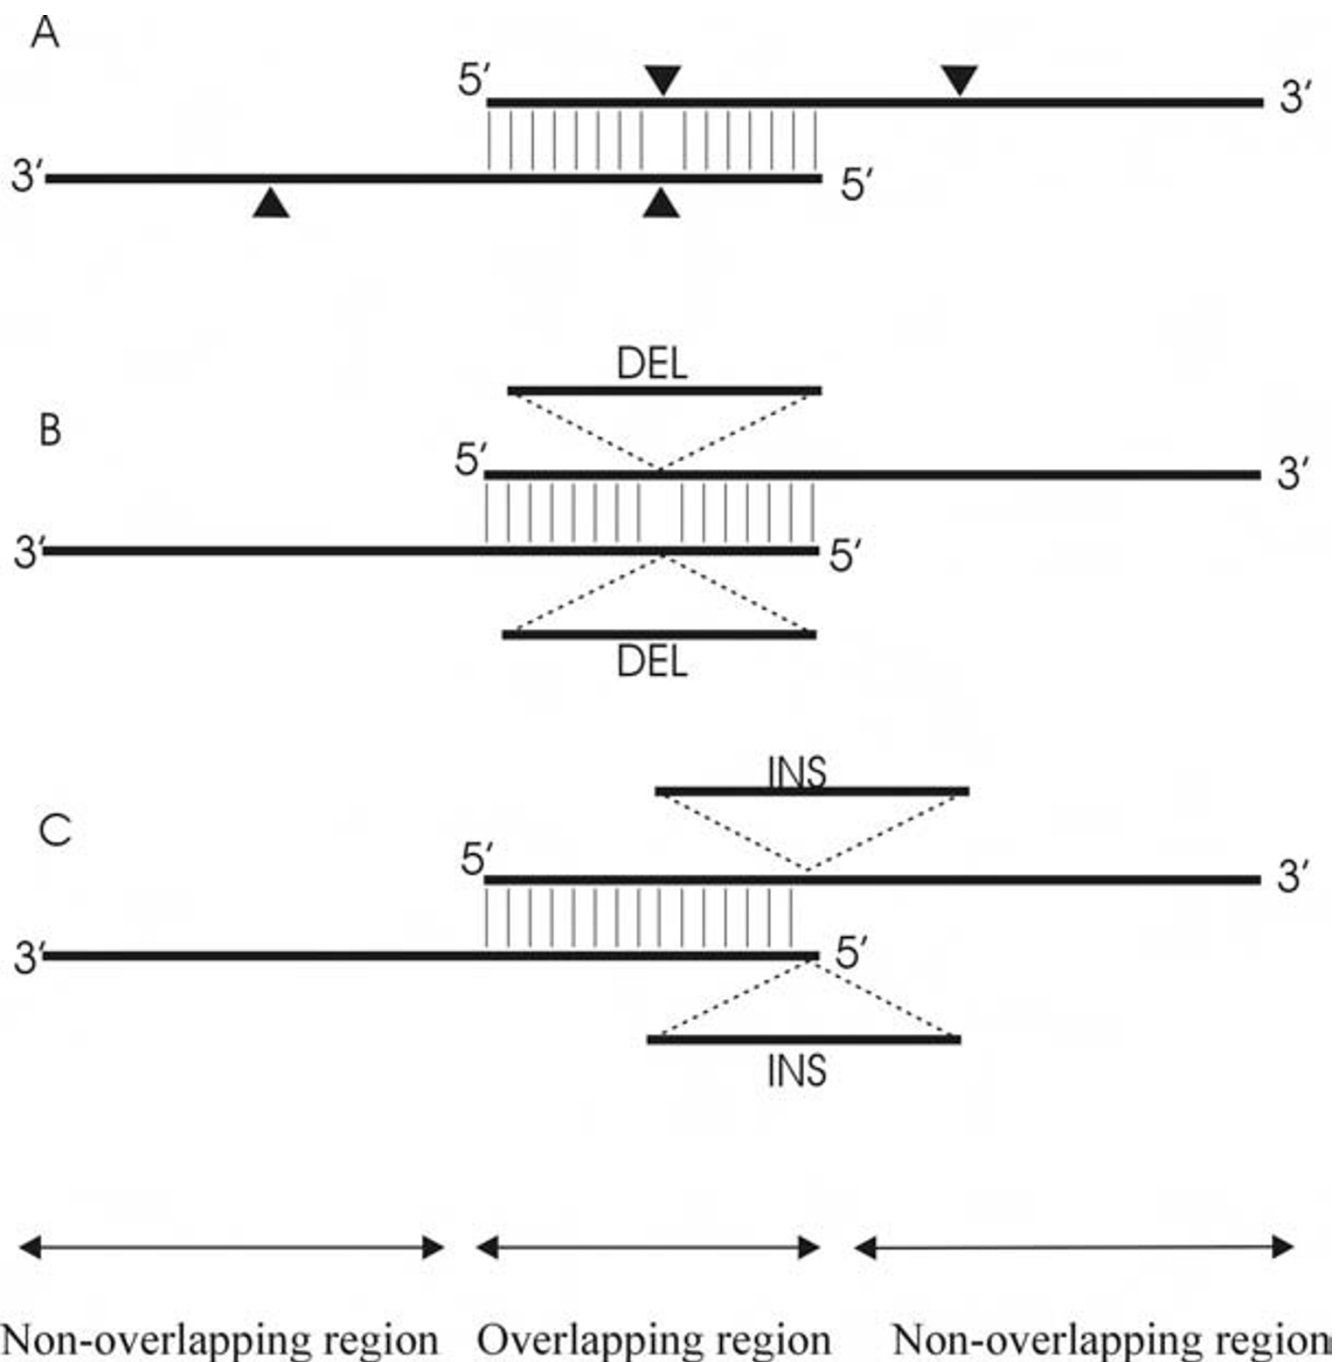 A
5′
3′
3′
5′
DEL
B
5′
3′
3′
5′
DEL
INS
C
5′
3′
3′
5′
INS
Non-overlapping region Overlapping region Non-overlapping region